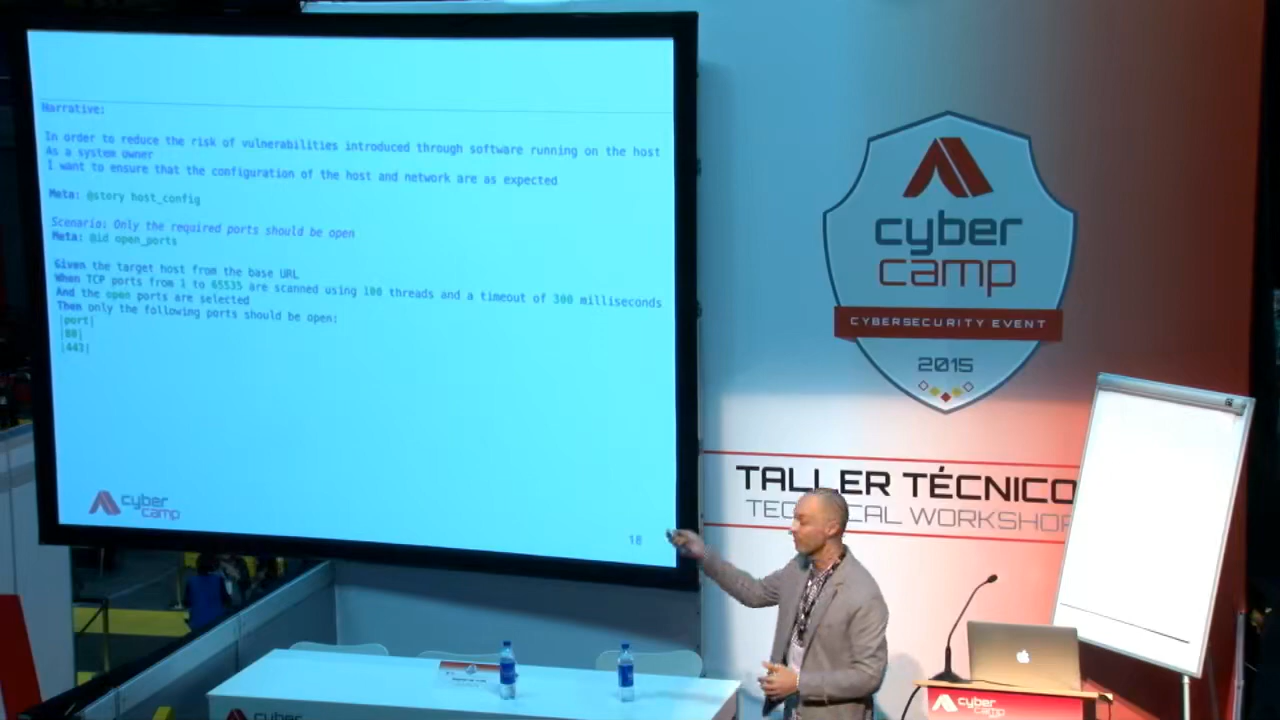 Narrative:
In order to reduce the risk of vulnerabilities introduced through software running on the host
As a system owner
I want to ensure that the configuration of the host and network are as expected
Meta: @story host_config
Scenario: Only the required ports should be open
Meta: @id open_ports
Given the target host from the base URL
When TCP ports from 1 to 65535 are scanned using 100 threads and a timeout of 300 milliseconds
And the open ports are selected
Then only the following ports should be open:
|port|
|80|
|443|
cyber
camp
18
cyber
camp
CYBERSECURITY EVENT
2015
TALLER TÉCNICO
TECHNICAL WORKSHOP
cyber
cyber
camp